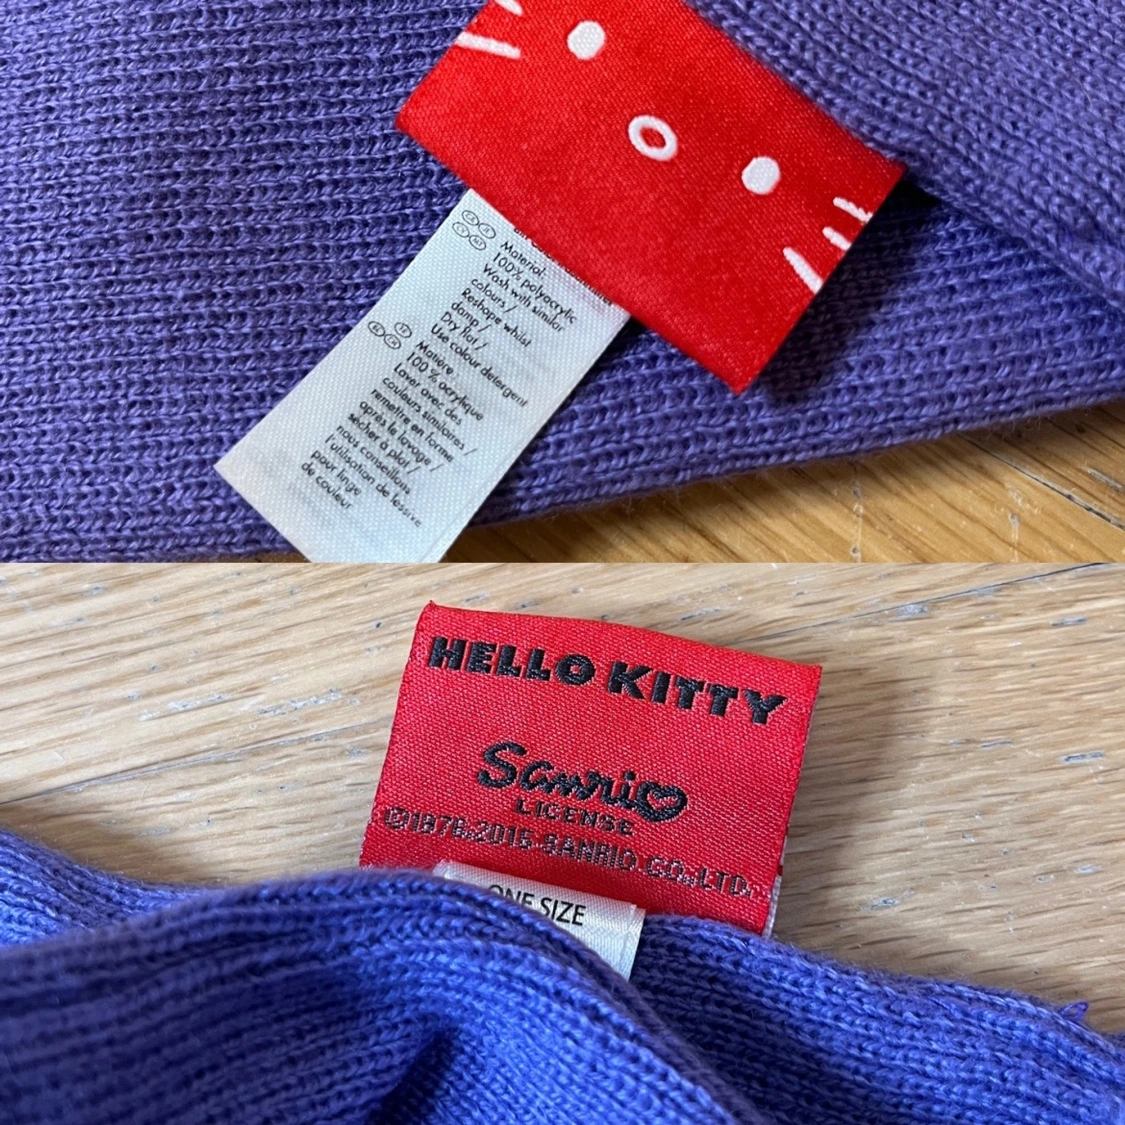 Material:
100% polyacrylic
Wash with similar
colours /
Reshape whilst
damp /
Dry flat /
Use colour detergent
Matière
100% acrylique
Laver avec des
couleurs similaires /
remettre en forme
après le lavage /
sécher à plat /
nous conseillons
l'utilisation de lessive
pour linge
de couleur
HELLO KITTY
Sanrio
LICENSE
©1976.2015 SANRIO CO.,LTD.
ONE SIZE